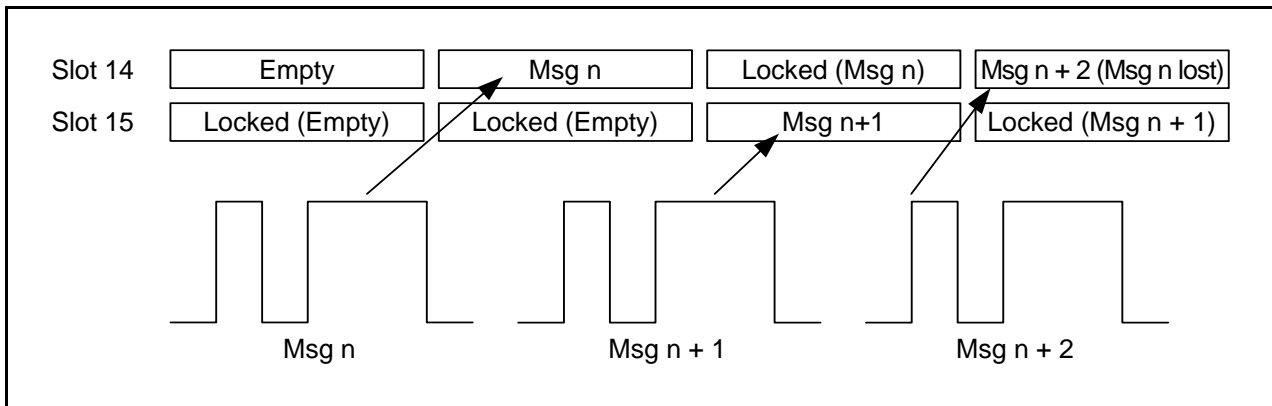 Slot 14 Empty Msg n Locked (Msg n) Msg n + 2 (Msg n lost)
Slot 15 Locked (Empty) Locked (Empty) Msg n+1 Locked (Msg n + 1)
Msg n Msg n + 1 Msg n + 2